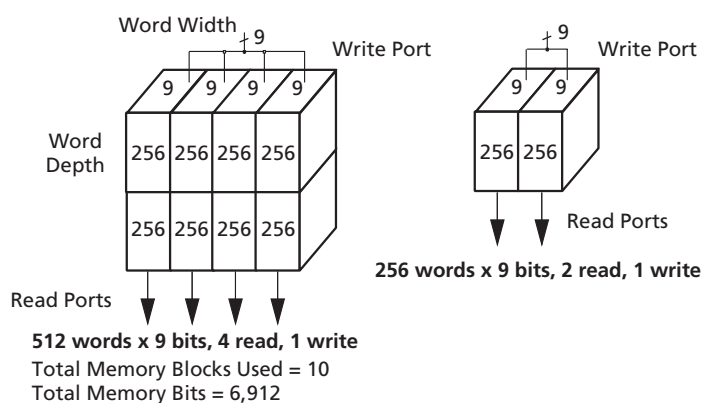 Word Width
9
Write Port
9 9 9 9
Word
Depth
256 256 256 256
256 256 256 256
Read Ports
512 words x 9 bits, 4 read, 1 write
Total Memory Blocks Used = 10
Total Memory Bits = 6,912
9
Write Port
9 9
256 256
Read Ports
256 words x 9 bits, 2 read, 1 write